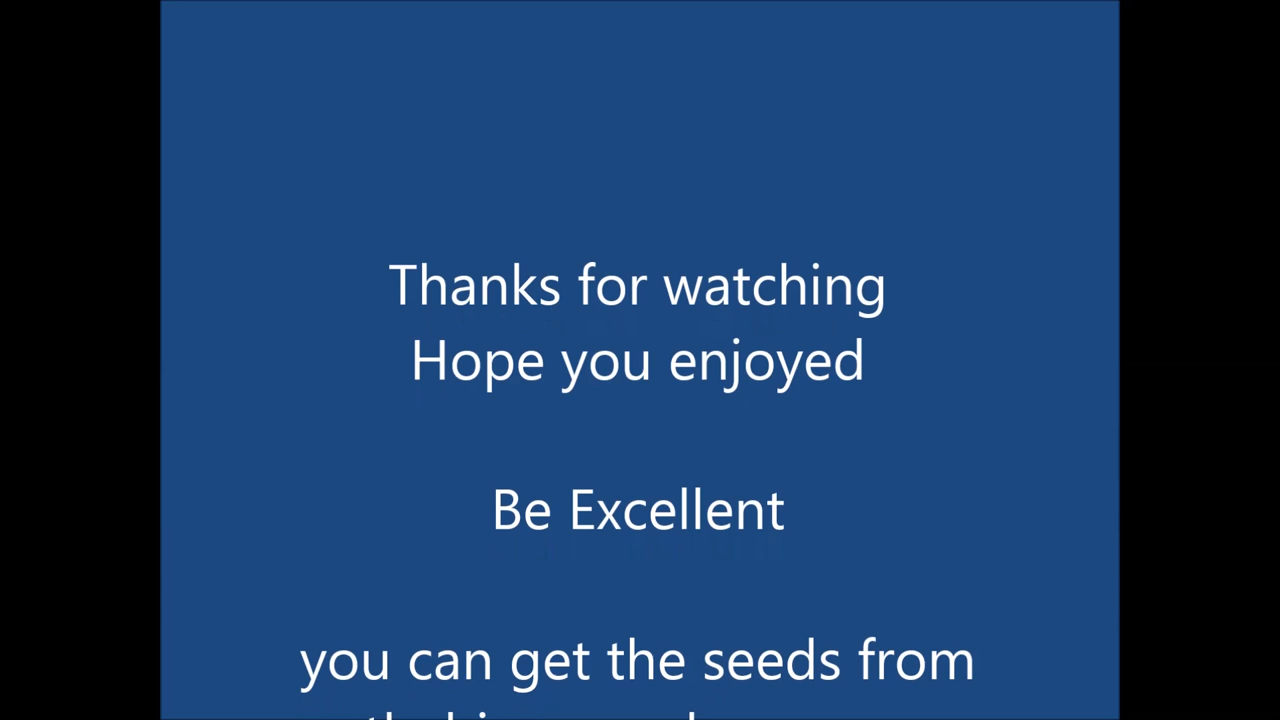 Thanks for watching
Hope you enjoyed
Be Excellent
you can get the seeds from